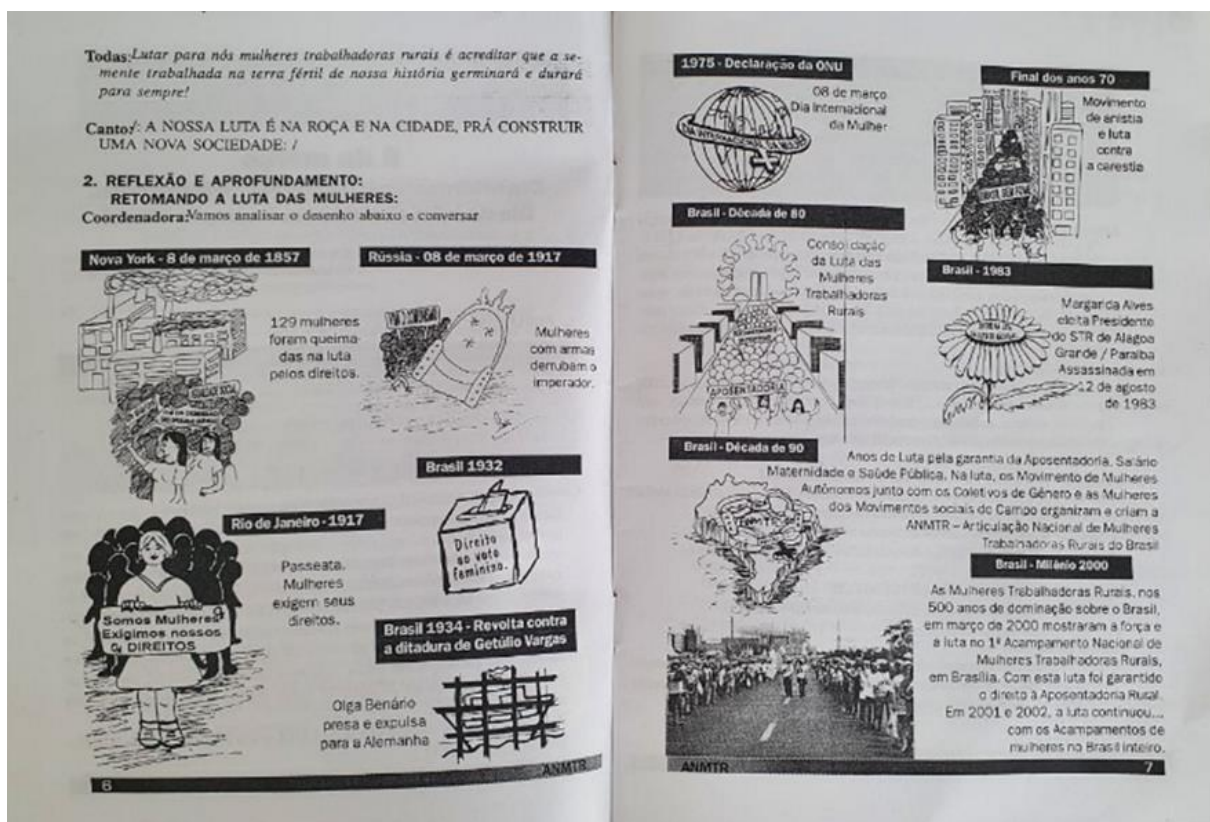 Todas:Lutar para nós mulheres trabalhadoras rurais é acreditar que a se-
mente trabalhada na terra fértil de nossa história germinará e durará
para sempre!
Canto/: A NOSSA LUTA É NA ROÇA E NA CIDADE, PRÁ CONSTRUIR
UMA NOVA SOCIEDADE: /
2. REFLEXÃO E APROFUNDAMENTO:
RETOMANDO A LUTA DAS MULHERES:
Coordenadora:Vamos analisar o desenho abaixo e conversar
Nova York - 8 de março de 1857
129 mulheres
foram queima-
das na luta
pelos direitos.
Rússia - 08 de março de 1917
Mulheres
com armas
derrubam o
imperador.
Rio de Janeiro - 1917
Passeata.
Mulheres
exigem seus
direitos.
Somos Mulheres
Exigimos nossos
DIREITOS
Brasil 1932
Direito
ao voto
feminino.
Brasil 1934 - Revolta contra
a ditadura de Getúlio Vargas
Olga Benário
presa e expulsa
para a Alemanha
6
ANMTR
1975 - Declaração da ONU
08 de março
Dia Internacional
da Mulher
DIA INTERNACIONAL DA MULHER
Final dos anos 70
Movimento
de anistia
e luta
contra
a carestia
Brasil - Década de 80
Consolidação
da Luta das
Mulheres
Trabalhadoras
Rurais
APOSENTADORIA
Brasil - 1983
Margarida Alves
eleita Presidente
do STR de Alagoa
Grande / Paraíba
Assassinada em
12 de agosto
de 1983
Brasil - Década de 90
Anos de Luta pela garantia da Aposentadoria, Salário
Maternidade e Saúde Pública. Na luta, os Movimento de Mulheres
Autônomos junto com os Coletivos de Gênero e as Mulheres
dos Movimentos sociais do Campo organizam e criam a
ANMTR – Articulação Nacional de Mulheres
Trabalhadoras Rurais do Brasil
Brasil - Milênio 2000
As Mulheres Trabalhadoras Rurais, nos
500 anos de dominação sobre o Brasil,
em março de 2000 mostraram a força e
a luta no 1º Acampamento Nacional de
Mulheres Trabalhadoras Rurais,
em Brasília. Com esta luta foi garantido
o direito à Aposentadoria Rural.
Em 2001 e 2002, a luta continuou...
com os Acampamentos de
mulheres no Brasil inteiro.
ANMTR
7